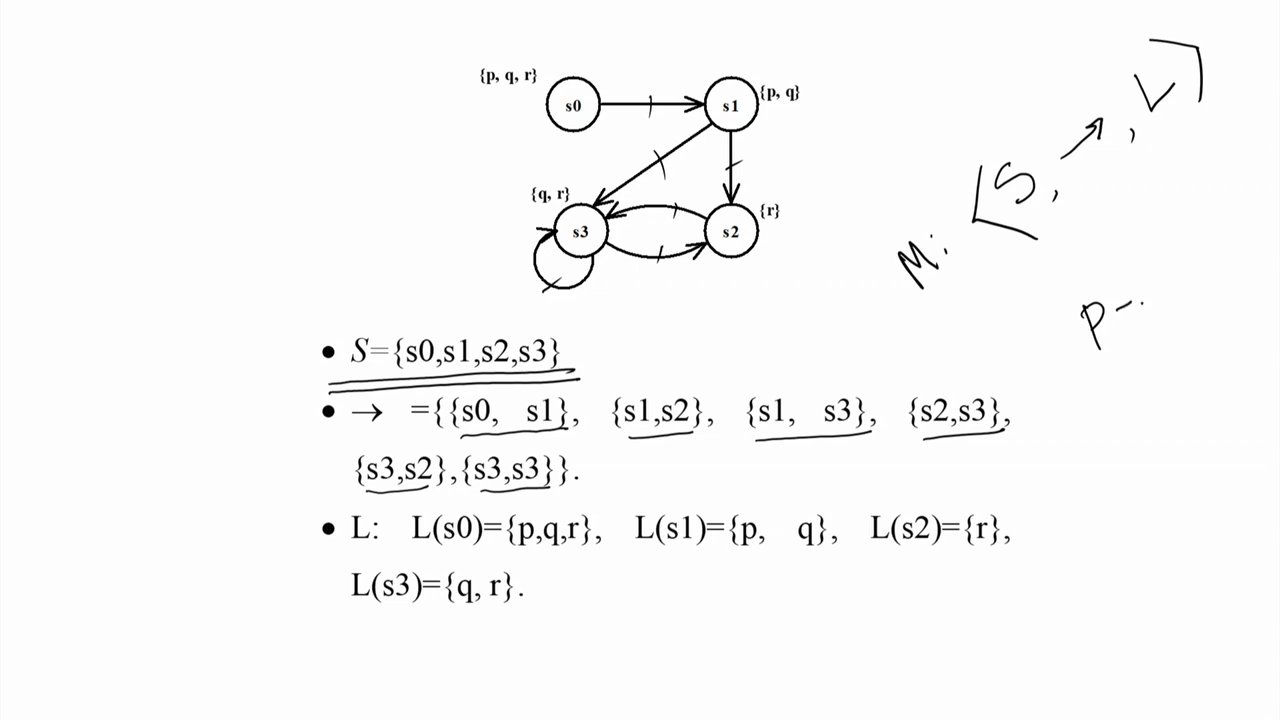 {p, q, r}
s0
s1
{p, q}
{q, r}
s3
s2
{r}
M: [S, →, L]
p
• S={s0,s1,s2,s3}
• → ={{s0, s1}, {s1,s2}, {s1, s3}, {s2,s3},
{s3,s2},{s3,s3}}.
• L: L(s0)={p,q,r}, L(s1)={p, q}, L(s2)={r},
L(s3)={q, r}.